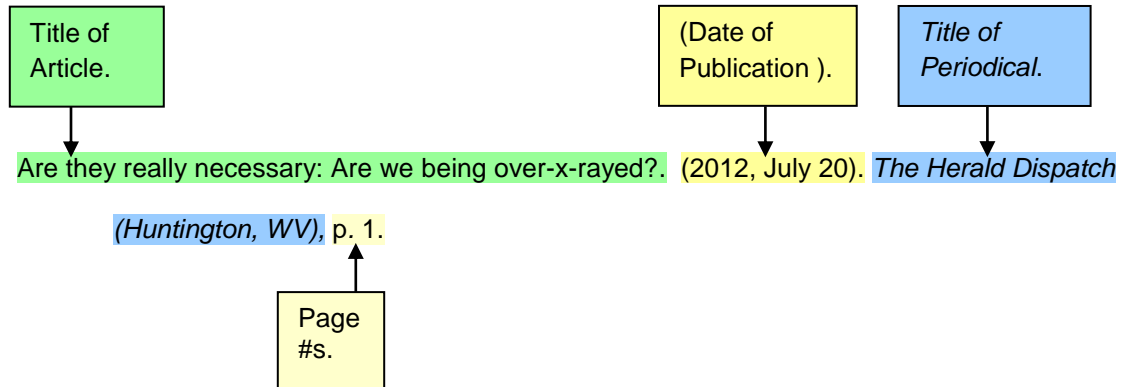 Title of
Article.
(Date of
Publication ).
Title of
Periodical.
Are they really necessary: Are we being over-x-rayed?. (2012, July 20). The Herald Dispatch
(Huntington, WV), p. 1.
Page
#s.